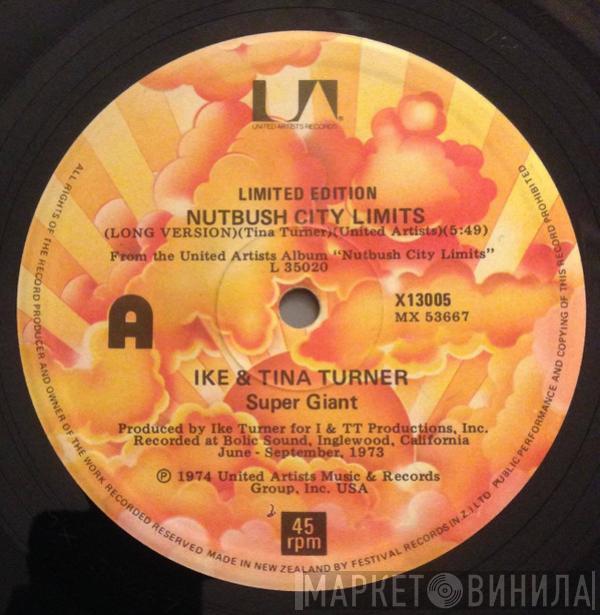 UA
UNITED ARTISTS RECORDS
LIMITED EDITION
NUTBUSH CITY LIMITS
(LONG VERSION)(Tina Turner)(United Artists)(5:49)
From the United Artists Album "Nutbush City Limits"
L 35020
A
X13005
MX 53667
IKE & TINA TURNER
Super Giant
Produced by Ike Turner for I & TT Productions, Inc.
Recorded at Bolic Sound, Inglewood, California
June - September, 1973
℗ 1974 United Artists Music & Records
Group, Inc. USA
2
45
rpm
ALL RIGHTS OF THE RECORD PRODUCER AND OWNER OF THE WORK RECORDED RESERVED MADE IN NEW ZEALAND BY FESTIVAL RECORDS (N.Z.) LTD PUBLIC PERFORMANCE AND COPYING OF THIS RECORD PROHIBITED
МАРКЕТ ВИНИЛА